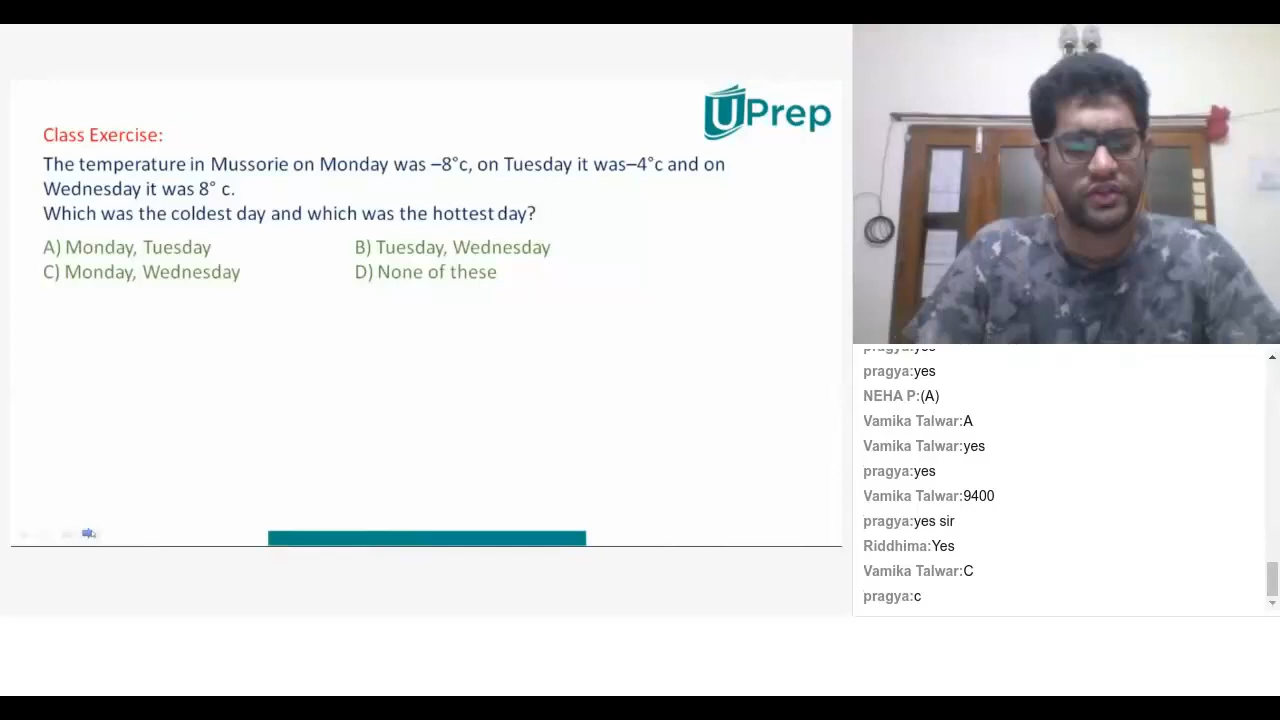 UPrep
Class Exercise:
The temperature in Mussorie on Monday was –8°c, on Tuesday it was–4°c and on
Wednesday it was 8° c.
Which was the coldest day and which was the hottest day?
A) Monday, Tuesday
B) Tuesday, Wednesday
C) Monday, Wednesday
D) None of these
pragya:yes
pragya:yes
NEHA P:(A)
Vamika Talwar:A
Vamika Talwar:yes
pragya:yes
Vamika Talwar:9400
pragya:yes sir
Riddhima:Yes
Vamika Talwar:C
pragya:c